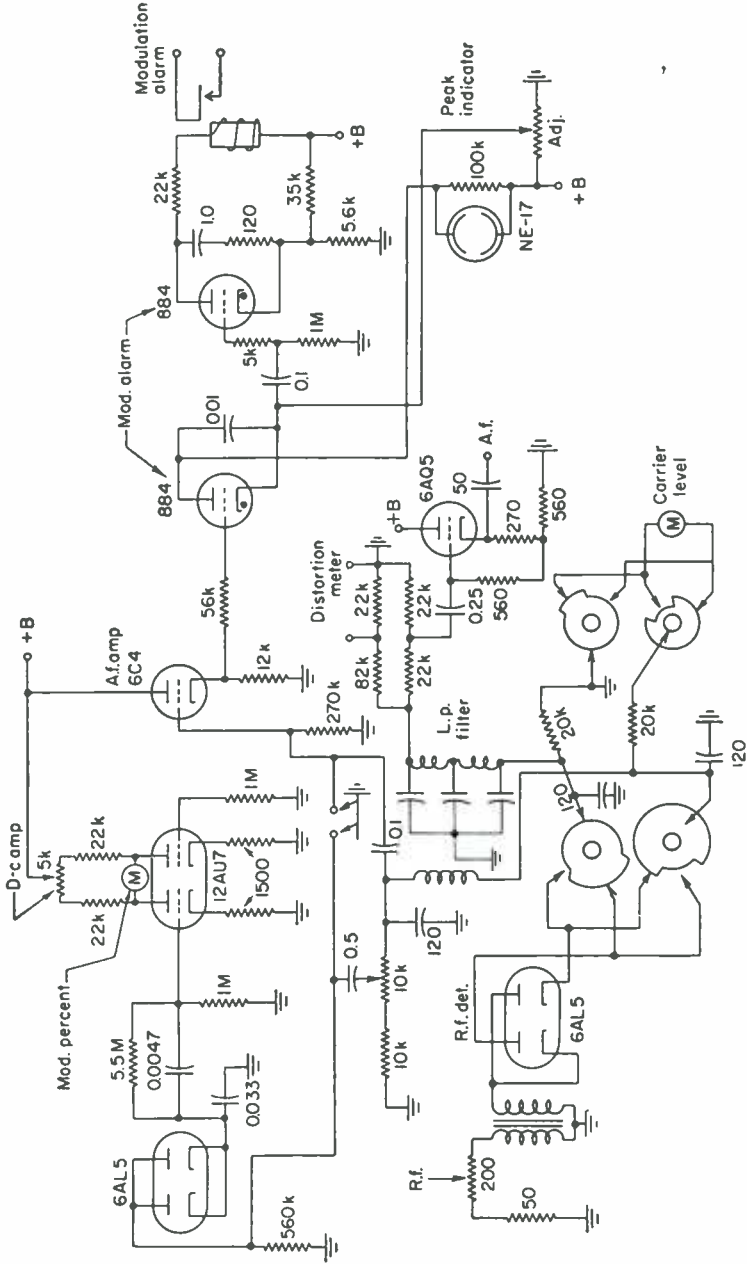 D-c amp
5k
+B
Mod. percent
22k
22k
M
A.f. amp
6C4
Mod. alarm
884
884
Modulation
alarm
22k
1.0
120
35k
+B
5.6k
5k
1M
0.1
001
56k
12k
270k
12AU7
1M
1500
5.5M
0.0047
1M
0.033
6AL5
560k
0.5
10k
10k
120
0.1
L.p.
filter
82k
22k
22k
2.2k
Distortion
meter
+B
6AQ5
0.25
560
50
A.f.
270
560
Peak
indicator
100k
NE-17
Adj.
+B
R.f.
200
50
R.f. det.
6AL5
120
20k
20k
120
M
Carrier
level